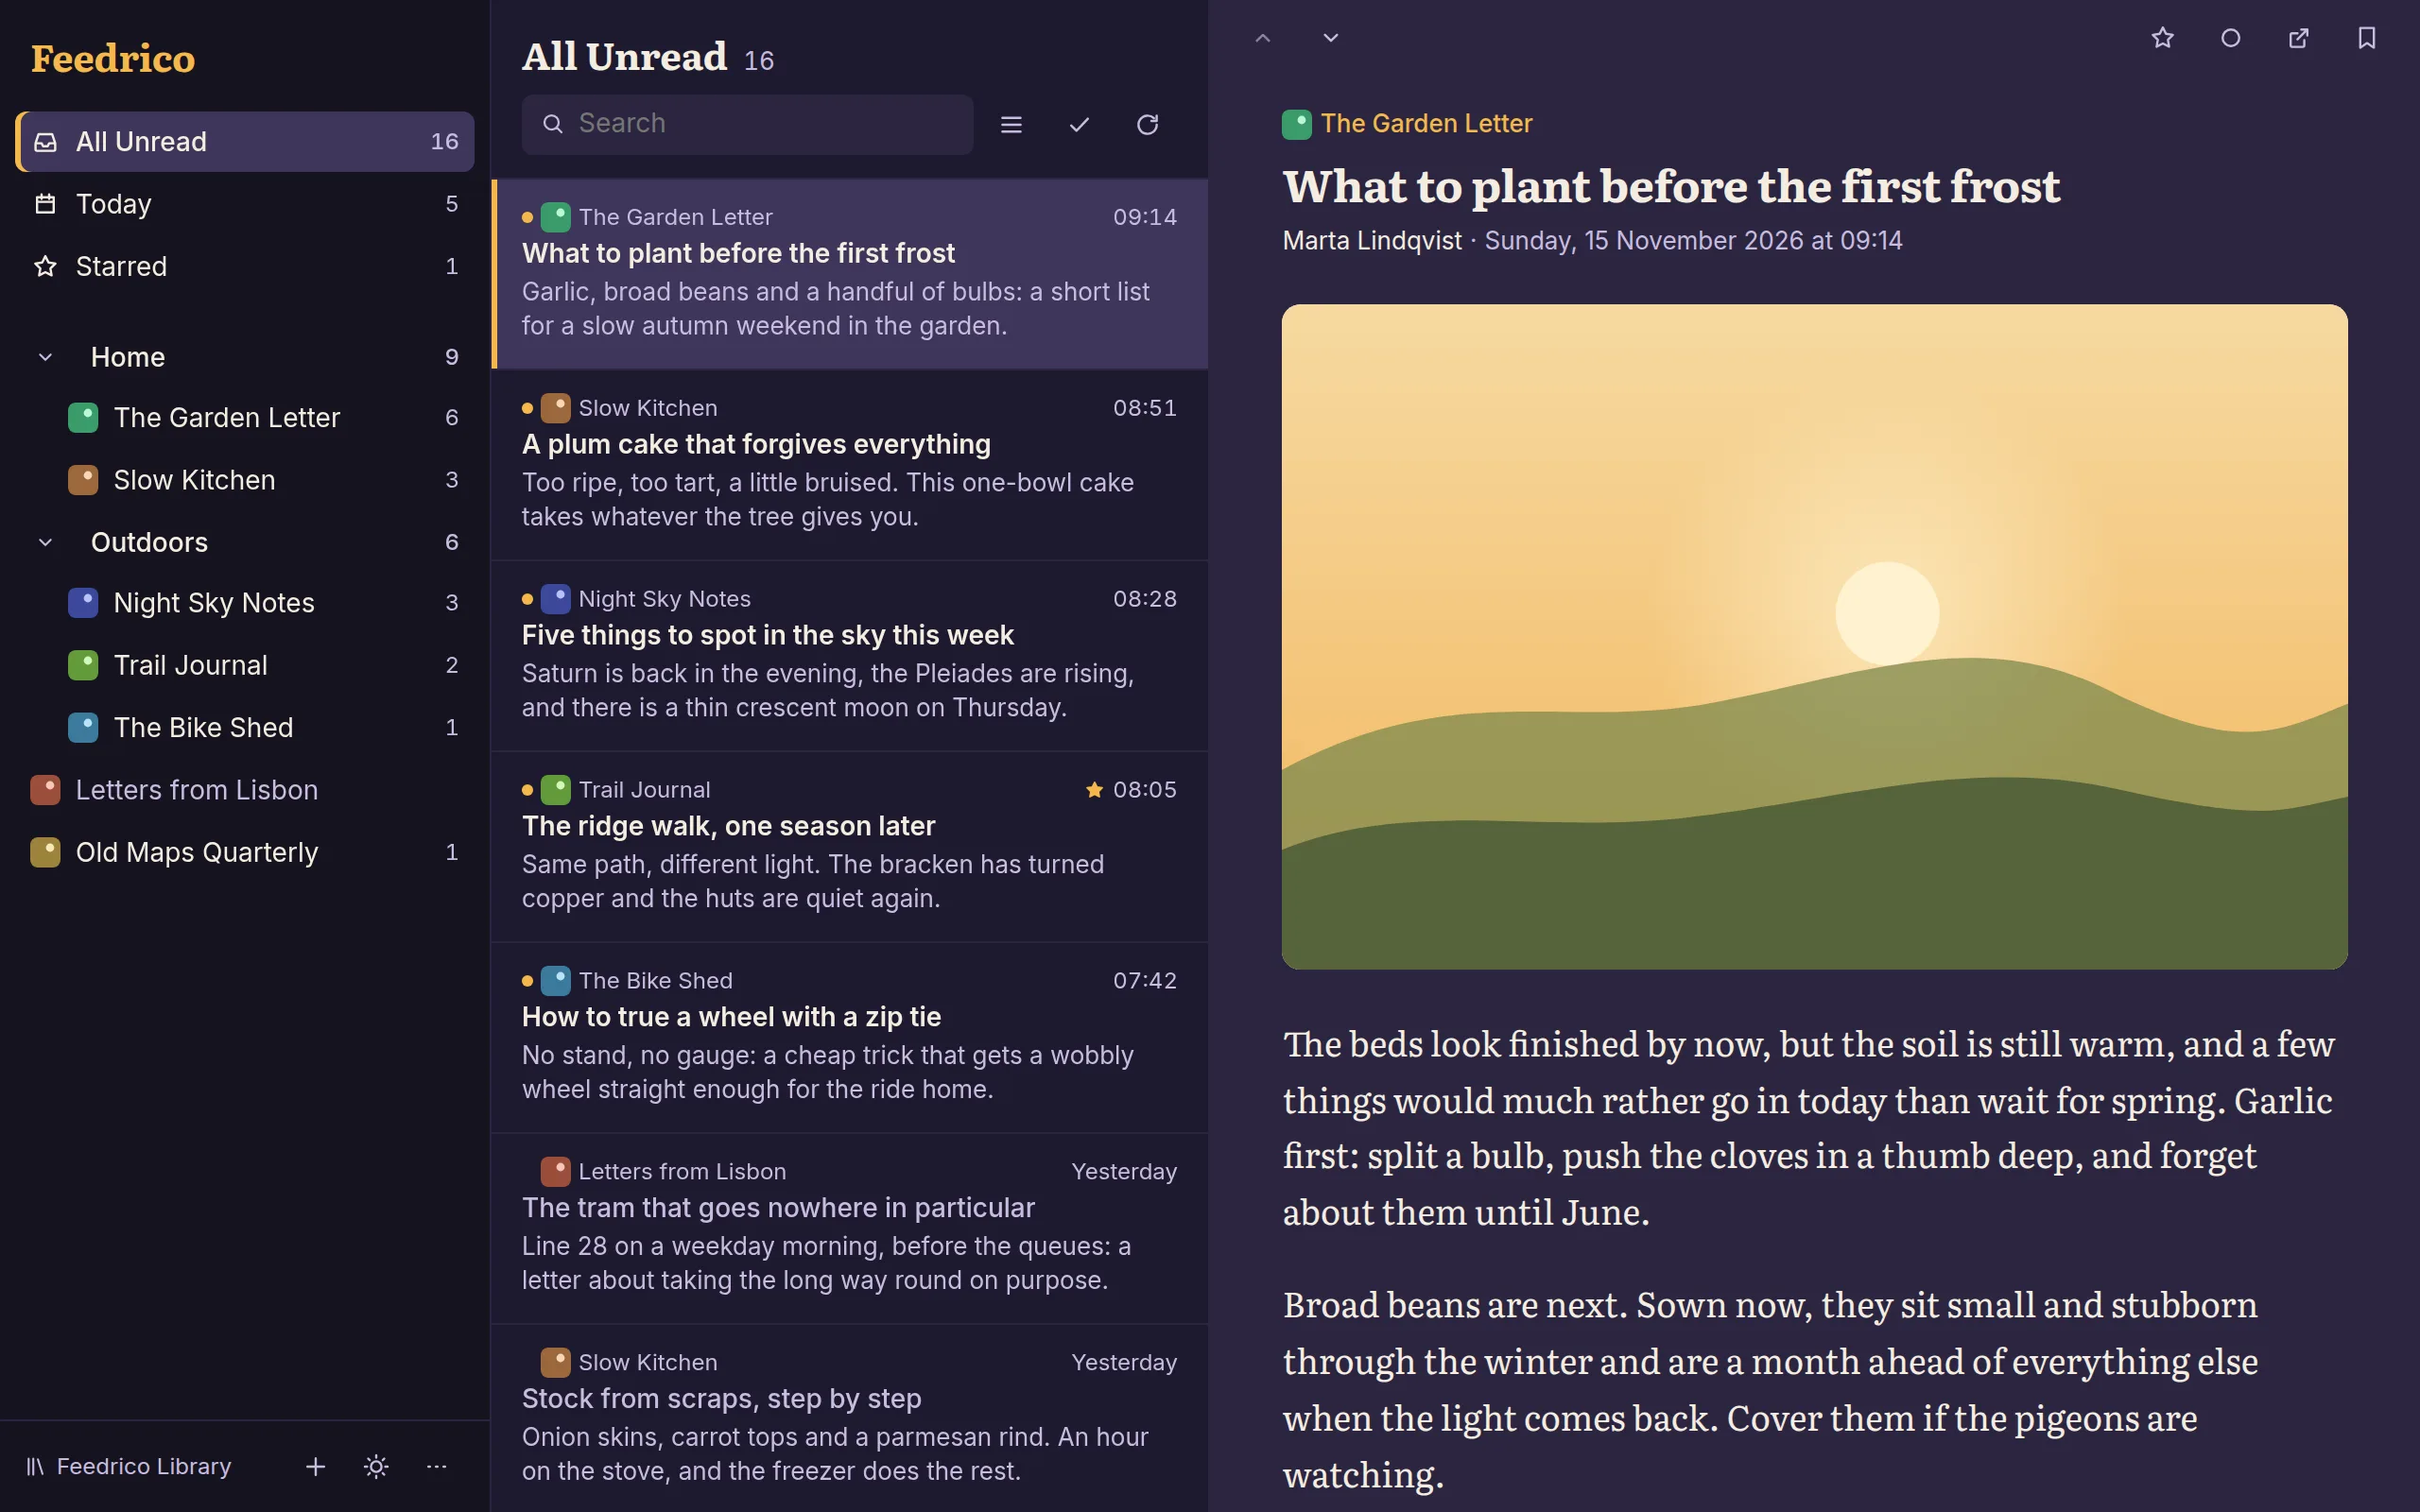 Feedrico
All Unread 16
Today 5
Starred 1
Home 9
The Garden Letter 6
Slow Kitchen 3
Outdoors 6
Night Sky Notes 3
Trail Journal 2
The Bike Shed 1
Letters from Lisbon
Old Maps Quarterly 1
Feedrico Library
All Unread 16
Search
The Garden Letter 09:14
What to plant before the first frost
Garlic, broad beans and a handful of bulbs: a short list
for a slow autumn weekend in the garden.
Slow Kitchen 08:51
A plum cake that forgives everything
Too ripe, too tart, a little bruised. This one-bowl cake
takes whatever the tree gives you.
Night Sky Notes 08:28
Five things to spot in the sky this week
Saturn is back in the evening, the Pleiades are rising,
and there is a thin crescent moon on Thursday.
Trail Journal 08:05
The ridge walk, one season later
Same path, different light. The bracken has turned
copper and the huts are quiet again.
The Bike Shed 07:42
How to true a wheel with a zip tie
No stand, no gauge: a cheap trick that gets a wobbly
wheel straight enough for the ride home.
Letters from Lisbon Yesterday
The tram that goes nowhere in particular
Line 28 on a weekday morning, before the queues: a
letter about taking the long way round on purpose.
Slow Kitchen Yesterday
Stock from scraps, step by step
Onion skins, carrot tops and a parmesan rind. An hour
on the stove, and the freezer does the rest.
The Garden Letter
What to plant before the first frost
Marta Lindqvist · Sunday, 15 November 2026 at 09:14
The beds look finished by now, but the soil is still warm, and a few
things would much rather go in today than wait for spring. Garlic
first: split a bulb, push the cloves in a thumb deep, and forget
about them until June.
Broad beans are next. Sown now, they sit small and stubborn
through the winter and are a month ahead of everything else
when the light comes back. Cover them if the pigeons are
watching.